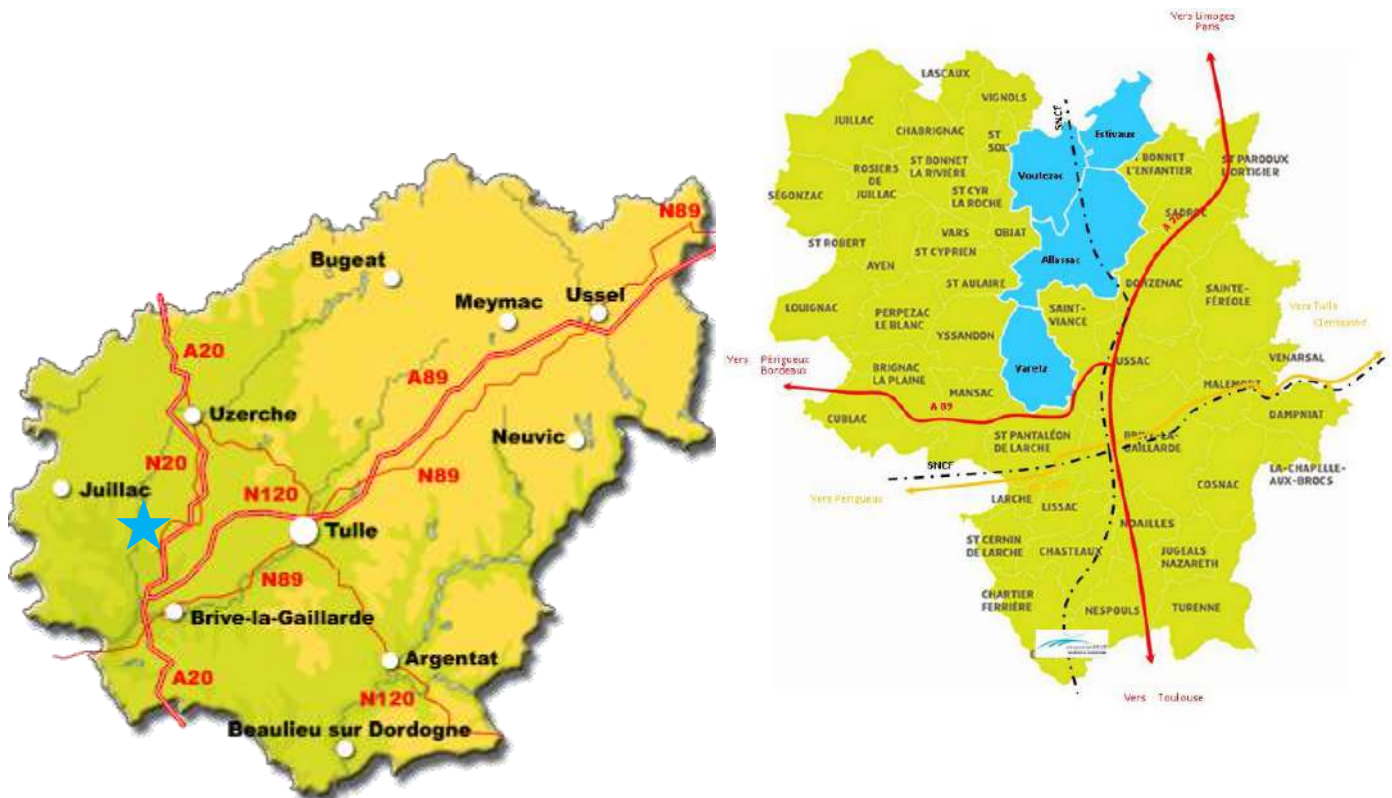 N89
Bugeat
Meymac
Ussel
A20
A89
Uzerche
Neuvic
N20
N89
Juillac
N120
Tulle
N89
Brive-la-Gaillarde
Argentat
A20
N120
Beaulieu sur Dordogne
Vers Limoges
Paris
LASCAUX
VIGNOLS
SNCF
JUILLAC
CHABRIGNAC
ST
SOL
Estivaux
ROSIERS
DE
JUILLAC
ST BONNET
LA RIVIÈRE
Voutezac
T BONNET
L'ENFANTIER
ST PARDOUX
L'ORTIGIER
SÉGONZAC
ST CYR
LA ROCHE
SADROC
ST ROBERT
VARS
OBJAT
ST CYPRIEN
AYEN
Allassac
ST AULAIRE
DONZENAC
SAINTE-
FÉRÉOLE
LOUIGNAC
PERPEZAC
LE BLANC
SAINT-
VIANCE
Vers Tulle
YSSANDON
Vers Périgueux
Bordeaux
BRIGNAC
LA PLAINE
Varetz
USSAC
VENARSAL
MANSAC
MALEMORT
A 89
CUBLAC
DAMPNIAT
ST PANTALÉON
DE LARCHE
GAILLARDE
SNCF
LA-CHAPELLE-
AUX-BROCS
COSNAC
Vers Périgueux
LARCHE
LISSAC
NOAILLES
ST CERNIN
DE LARCHE
CHASTEAUX
JUGEALS
NAZARETH
CHARTIER
FERRIÈRE
NESPOULS
TURENNE
Vers Toulouse